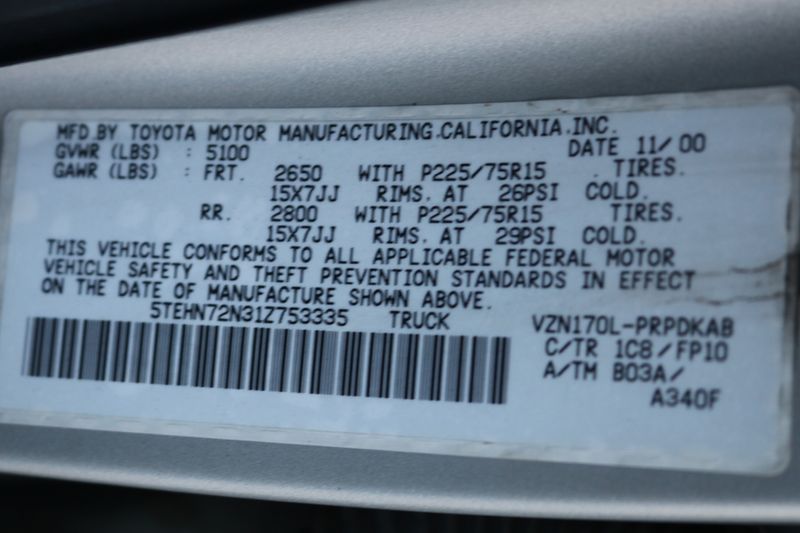 MFD.BY TOYOTA MOTOR MANUFACTURING.CALIFORNIA.INC.
GVWR (LBS) : 5100 DATE 11/00
GAWR (LBS) : FRT. 2650 WITH P225/75R15 . TIRES.
15X7JJ RIMS. AT 26PSI COLD.
RR. 2800 WITH P225/75R15 TIRES.
15X7JJ RIMS. AT 29PSI COLD.
THIS VEHICLE CONFORMS TO ALL APPLICABLE FEDERAL MOTOR
VEHICLE SAFETY AND THEFT PREVENTION STANDARDS IN EFFECT
ON THE DATE OF MANUFACTURE SHOWN ABOVE.
5TEHN72N31Z753335 TRUCK VZN170L-PRPDKAB
C/TR 1C8/FP10
A/TM B03A/
A340F